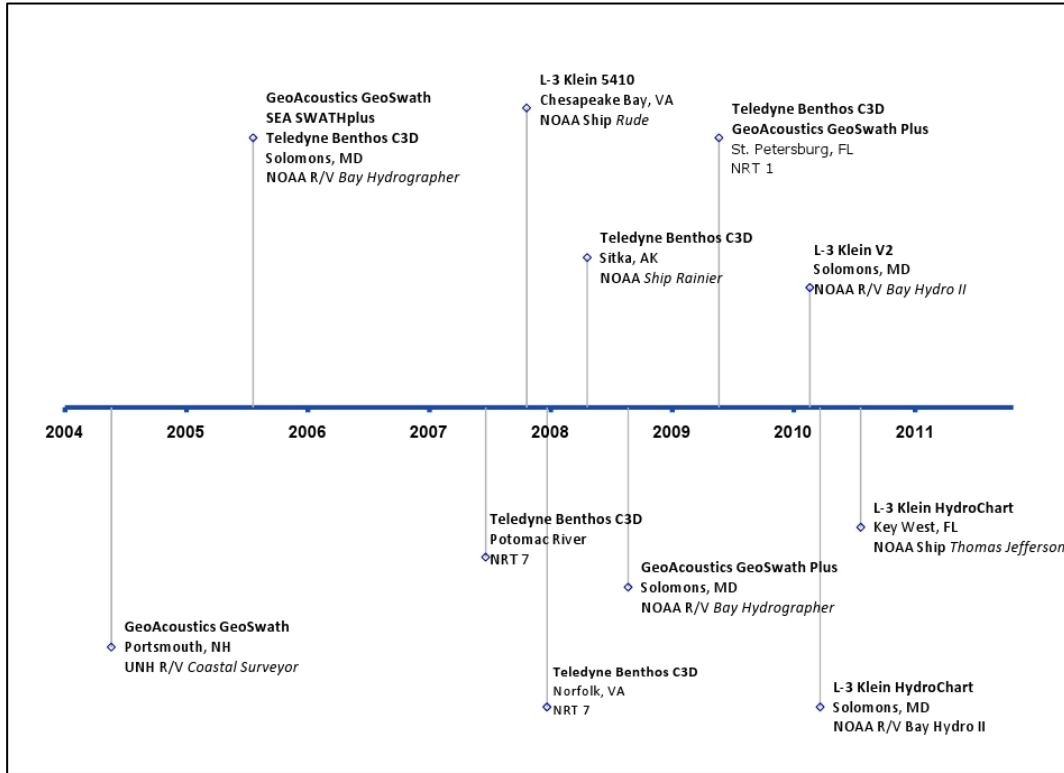 GeoAcoustics GeoSwath
SEA SWATHplus
Teledyne Benthos C3D
Solomons, MD
NOAA R/V Bay Hydrographer
L-3 Klein 5410
Chesapeake Bay, VA
NOAA Ship Rude
Teledyne Benthos C3D
GeoAcoustics GeoSwath Plus
St. Petersburg, FL
NRT 1
Teledyne Benthos C3D
Sitka, AK
NOAA Ship Rainier
L-3 Klein V2
Solomons, MD
NOAA R/V Bay Hydro II
2004 2005 2006 2007 2008 2009 2010 2011
GeoAcoustics GeoSwath
Portsmouth, NH
UNH R/V Coastal Surveyor
Teledyne Benthos C3D
Potomac River
NRT 7
Teledyne Benthos C3D
Norfolk, VA
NRT 7
GeoAcoustics GeoSwath Plus
Solomons, MD
NOAA R/V Bay Hydrographer
L-3 Klein HydroChart
Key West, FL
NOAA Ship Thomas Jefferson
L-3 Klein HydroChart
Solomons, MD
NOAA R/V Bay Hydro II